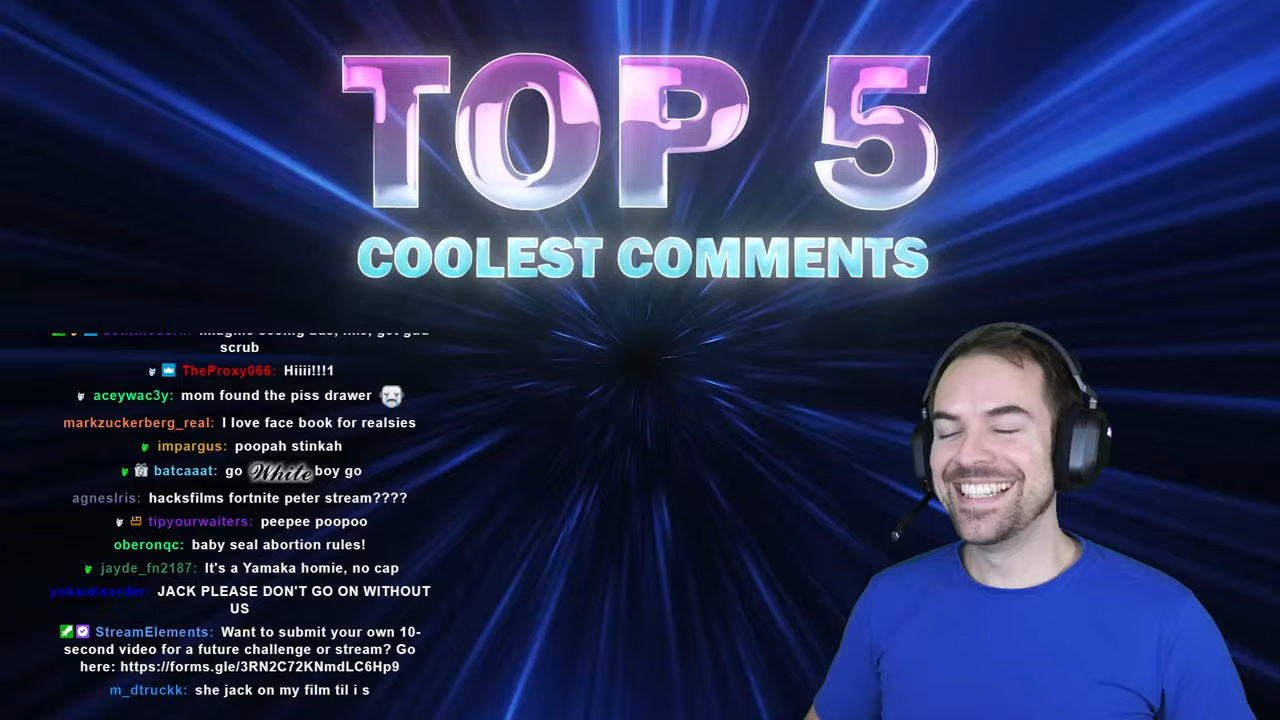 TOP 5
COOLEST COMMENTS
scrub
TheProxy066: Hiiii!!!1
aceywac3y: mom found the piss drawer
markzuckerberg_real: I love face book for realsies
impargus: poopah stinkah
batcaaat: go White boy go
agnesIris: hacksfilms fortnite peter stream????
tipyourwaiters: peepee poopoo
oberonqc: baby seal abortion rules!
jayde_fn2187: It's a Yamaka homie, no cap
yokaidisorder: JACK PLEASE DON'T GO ON WITHOUT
US
StreamElements: Want to submit your own 10-
second video for a future challenge or stream? Go
here: https://forms.gle/3RN2C72KNmdLC6Hp9
m_dtruckk: she jack on my film til i s